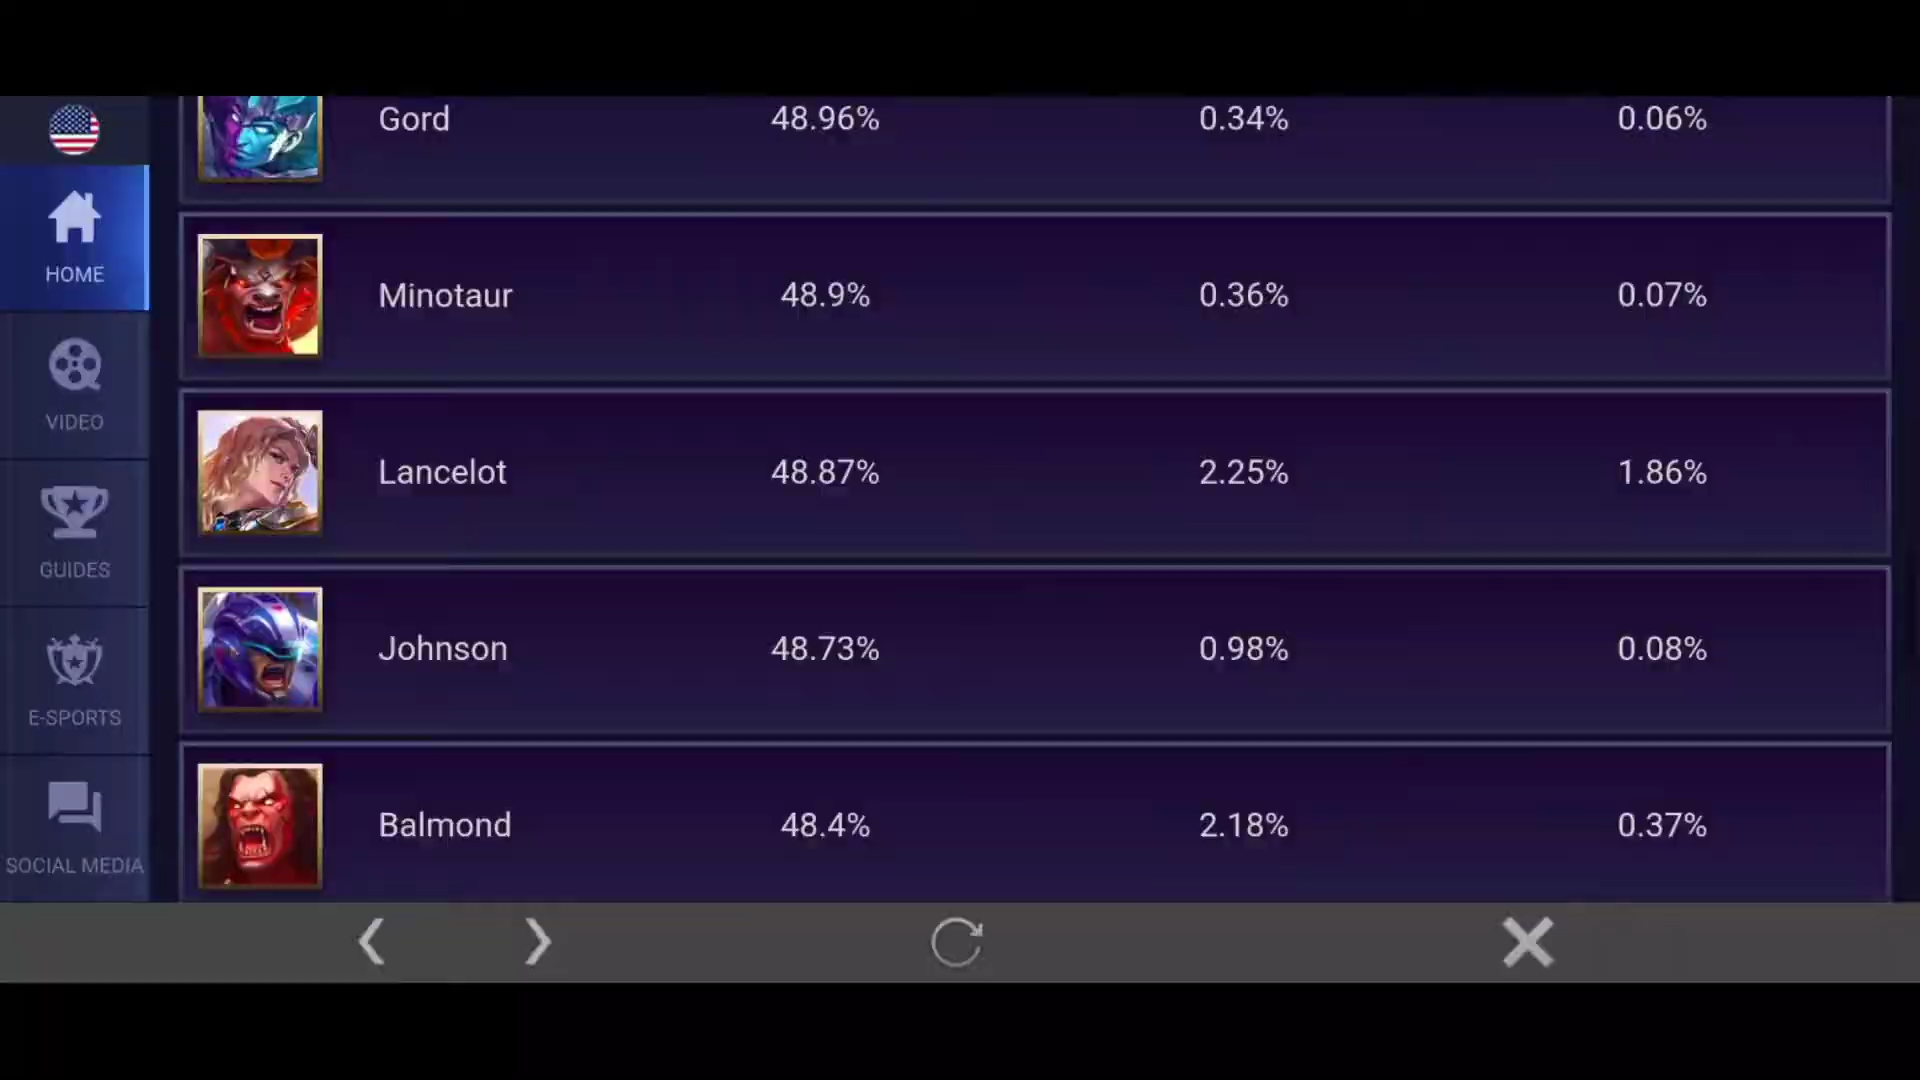 Gord 48.96% 0.34% 0.06%
HOME
Minotaur 48.9% 0.36% 0.07%
VIDEO
Lancelot 48.87% 2.25% 1.86%
GUIDES
Johnson 48.73% 0.98% 0.08%
E-SPORTS
Balmond 48.4% 2.18% 0.37%
SOCIAL MEDIA